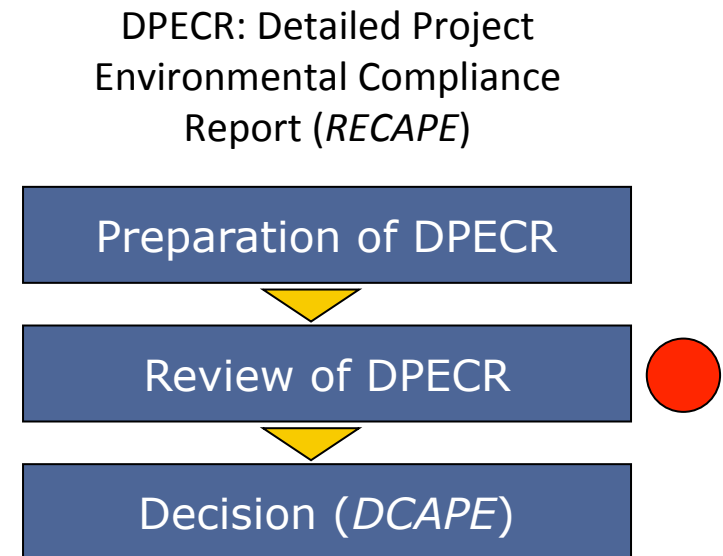 DPECR: Detailed Project
Environmental Compliance
Report (RECAPE)
Preparation of DPECR
Review of DPECR
Decision (DCAPE)